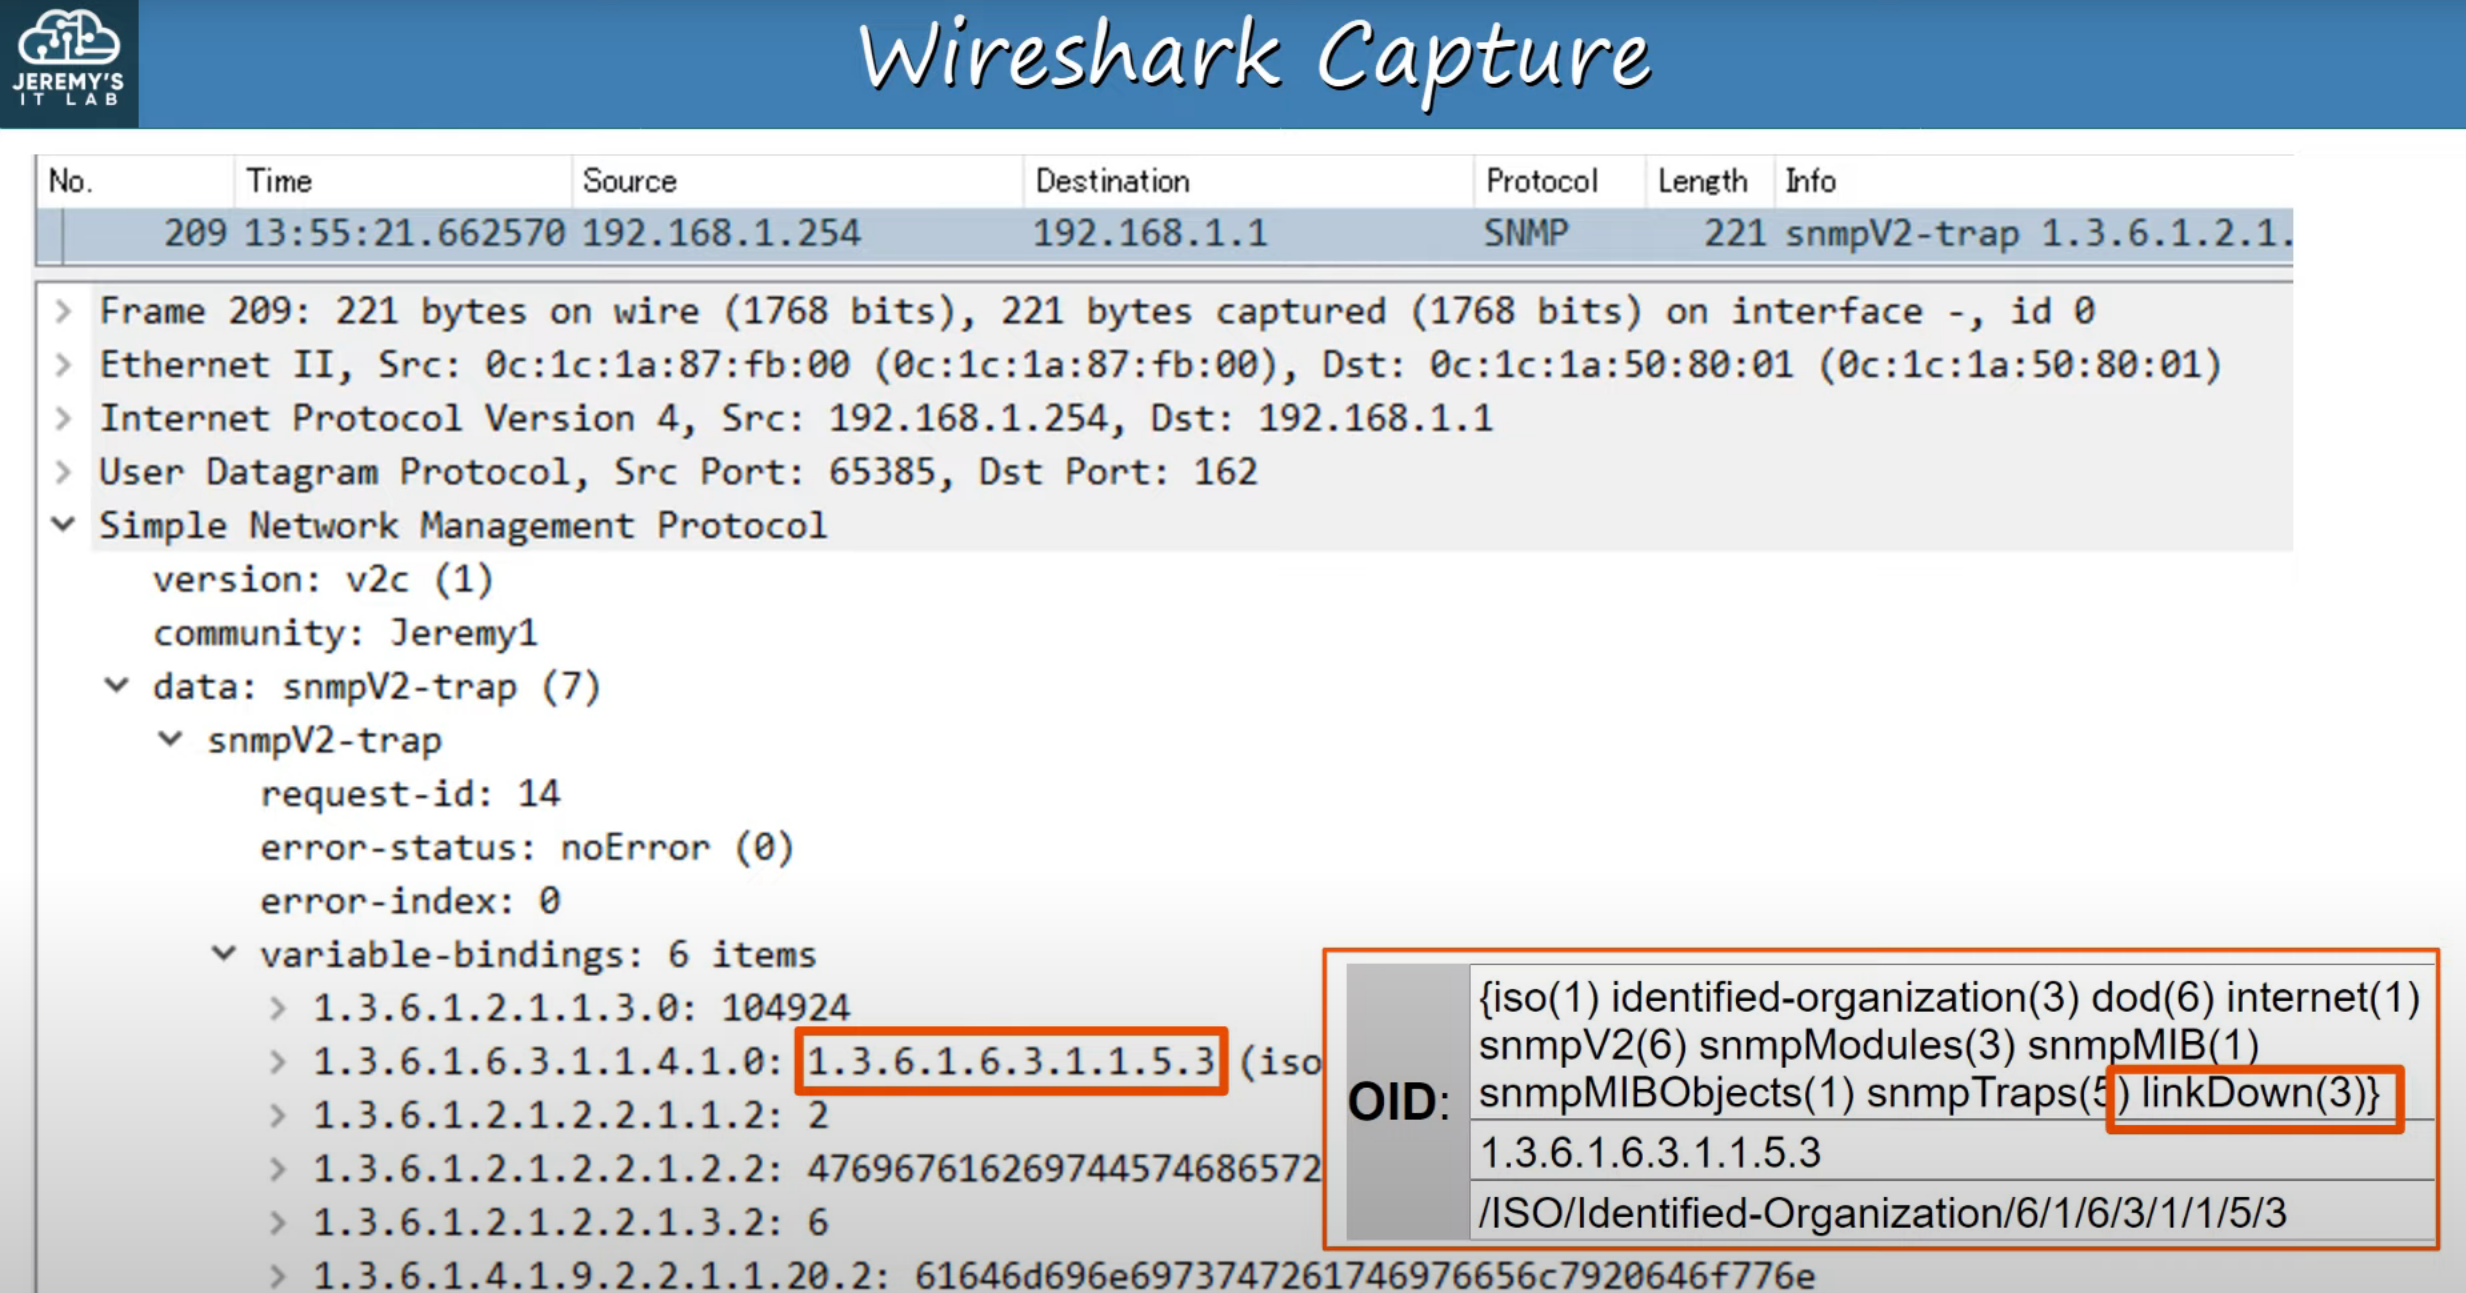 JEREMY'S
IT LAB
Wireshark Capture
No. Time Source Destination Protocol Length Info
209 13:55:21.662570 192.168.1.254 192.168.1.1 SNMP 221 snmpV2-trap 1.3.6.1.2.1.
Frame 209: 221 bytes on wire (1768 bits), 221 bytes captured (1768 bits) on interface -, id 0
Ethernet II, Src: 0c:1c:1a:87:fb:00 (0c:1c:1a:87:fb:00), Dst: 0c:1c:1a:50:80:01 (0c:1c:1a:50:80:01)
Internet Protocol Version 4, Src: 192.168.1.254, Dst: 192.168.1.1
User Datagram Protocol, Src Port: 65385, Dst Port: 162
Simple Network Management Protocol
version: v2c (1)
community: Jeremy1
data: snmpV2-trap (7)
snmpV2-trap
request-id: 14
error-status: noError (0)
error-index: 0
variable-bindings: 6 items
1.3.6.1.2.1.1.3.0: 104924
1.3.6.1.6.3.1.1.4.1.0: 1.3.6.1.6.3.1.1.5.3 (iso
1.3.6.1.2.1.2.2.1.1.2: 2
1.3.6.1.2.1.2.2.1.2.2: 476967616269744574686572
1.3.6.1.2.1.2.2.1.3.2: 6
1.3.6.1.4.1.9.2.2.1.1.20.2: 61646d696e6973747261746976656c7920646f776e
OID:
{iso(1) identified-organization(3) dod(6) internet(1)
snmpV2(6) snmpModules(3) snmpMIB(1)
snmpMIBObjects(1) snmpTraps(5) linkDown(3)}
1.3.6.1.6.3.1.1.5.3
/ISO/Identified-Organization/6/1/6/3/1/1/5/3